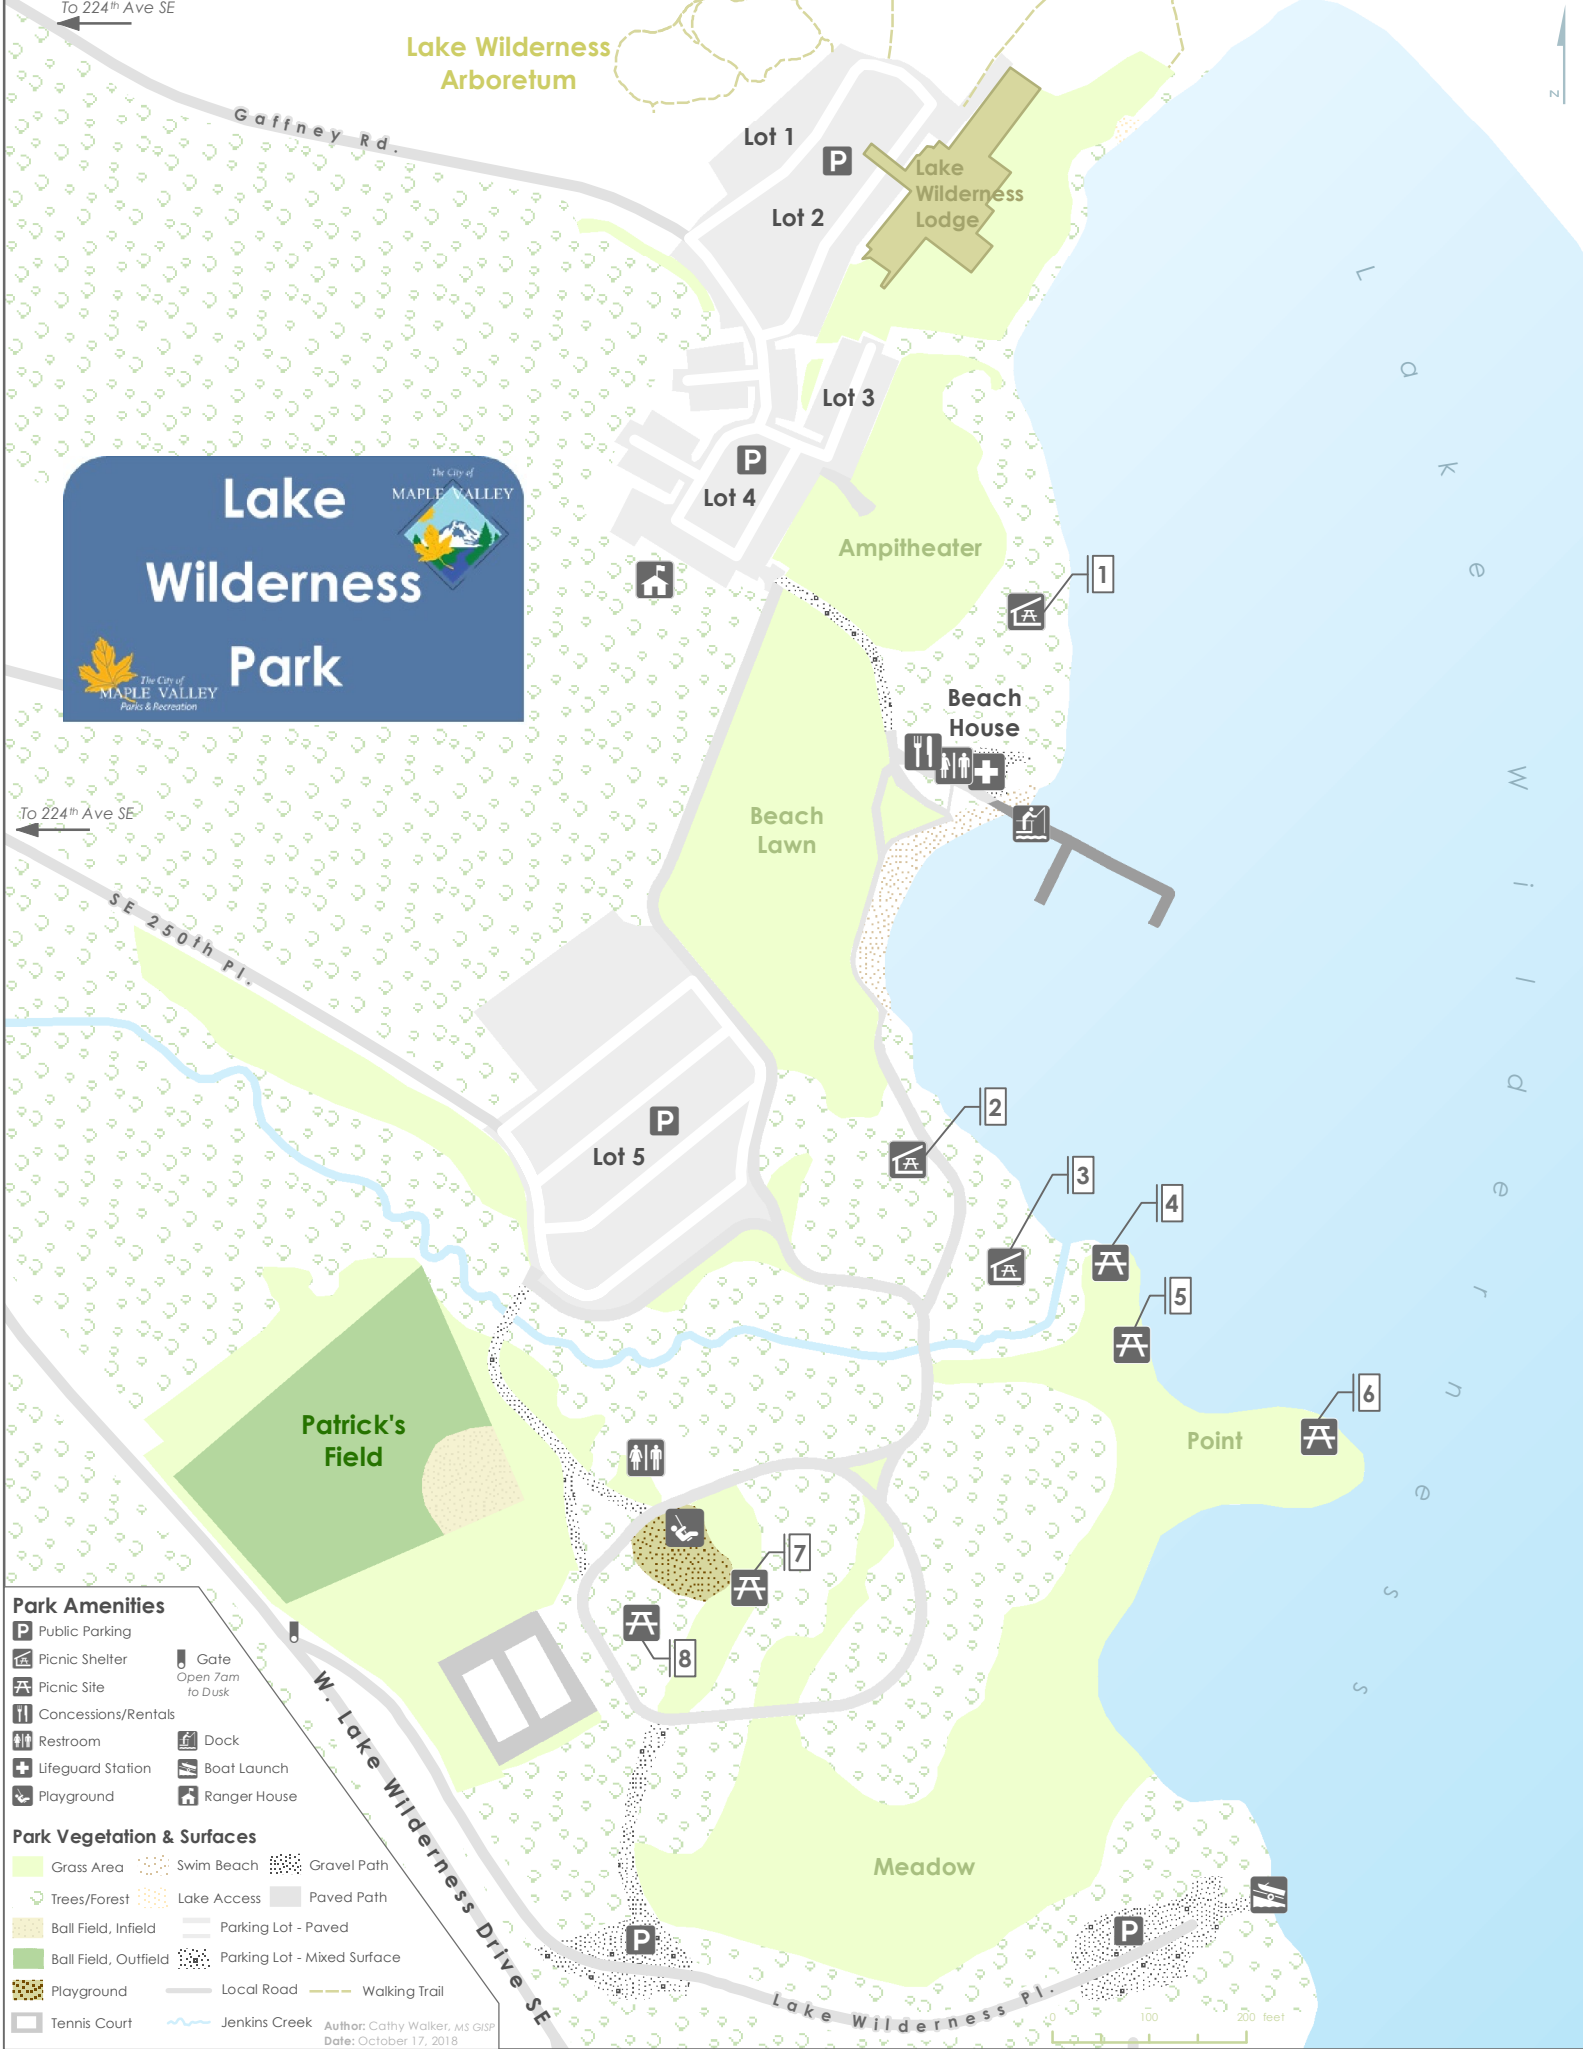 To 224th Ave SE
Lake Wilderness
Arboretum
Gaffney Rd.
Lot 1
P
Lot 2
Lake
Wilderness
Lodge
z
Lot 3
P
Lot 4
Lake
Wilderness
Park
The City of
MAPLE VALLEY
The City of
MAPLE VALLEY
Parks & Recreation
Ampitheater
1
Beach
House
Beach
Lawn
To 224th Ave SE
SE 250th Pl.
Lake Wilderness
P
Lot 5
2
3
4
5
6
Point
Patrick's
Field
7
8
Meadow
P
P
W. Lake Wilderness Drive SE
Lake Wilderness Pl.
0 100 200 feet
Park Amenities
P Public Parking
Picnic Shelter
Gate
Open 7am
to Dusk
Picnic Site
Concessions/Rentals
Restroom
Dock
Lifeguard Station
Boat Launch
Playground
Ranger House
Park Vegetation & Surfaces
Grass Area
Swim Beach
Gravel Path
Trees/Forest
Lake Access
Paved Path
Ball Field, Infield
Parking Lot - Paved
Ball Field, Outfield
Parking Lot - Mixed Surface
Playground
Local Road
Walking Trail
Tennis Court
Jenkins Creek
Author: Cathy Walker, MS GISP
Date: October 17, 2018